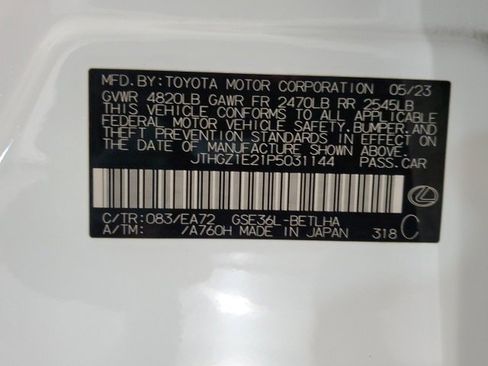 MFD. BY: TOYOTA MOTOR CORPORATION 05/23
GVWR 4820LB GAWR FR 2470LB RR 2545LB
THIS VEHICLE CONFORMS TO ALL APPLICABLE
FEDERAL MOTOR VEHICLE SAFETY, BUMPER, AND
THEFT PREVENTION STANDARDS IN EFFECT ON
THE DATE OF MANUFACTURE SHOWN ABOVE.
JTHGZ1E21P5031144 PASS.CAR
C/TR: 083/EA72 GSE36L-BETLHA
A/TM: /A760H MADE IN JAPAN 318 C